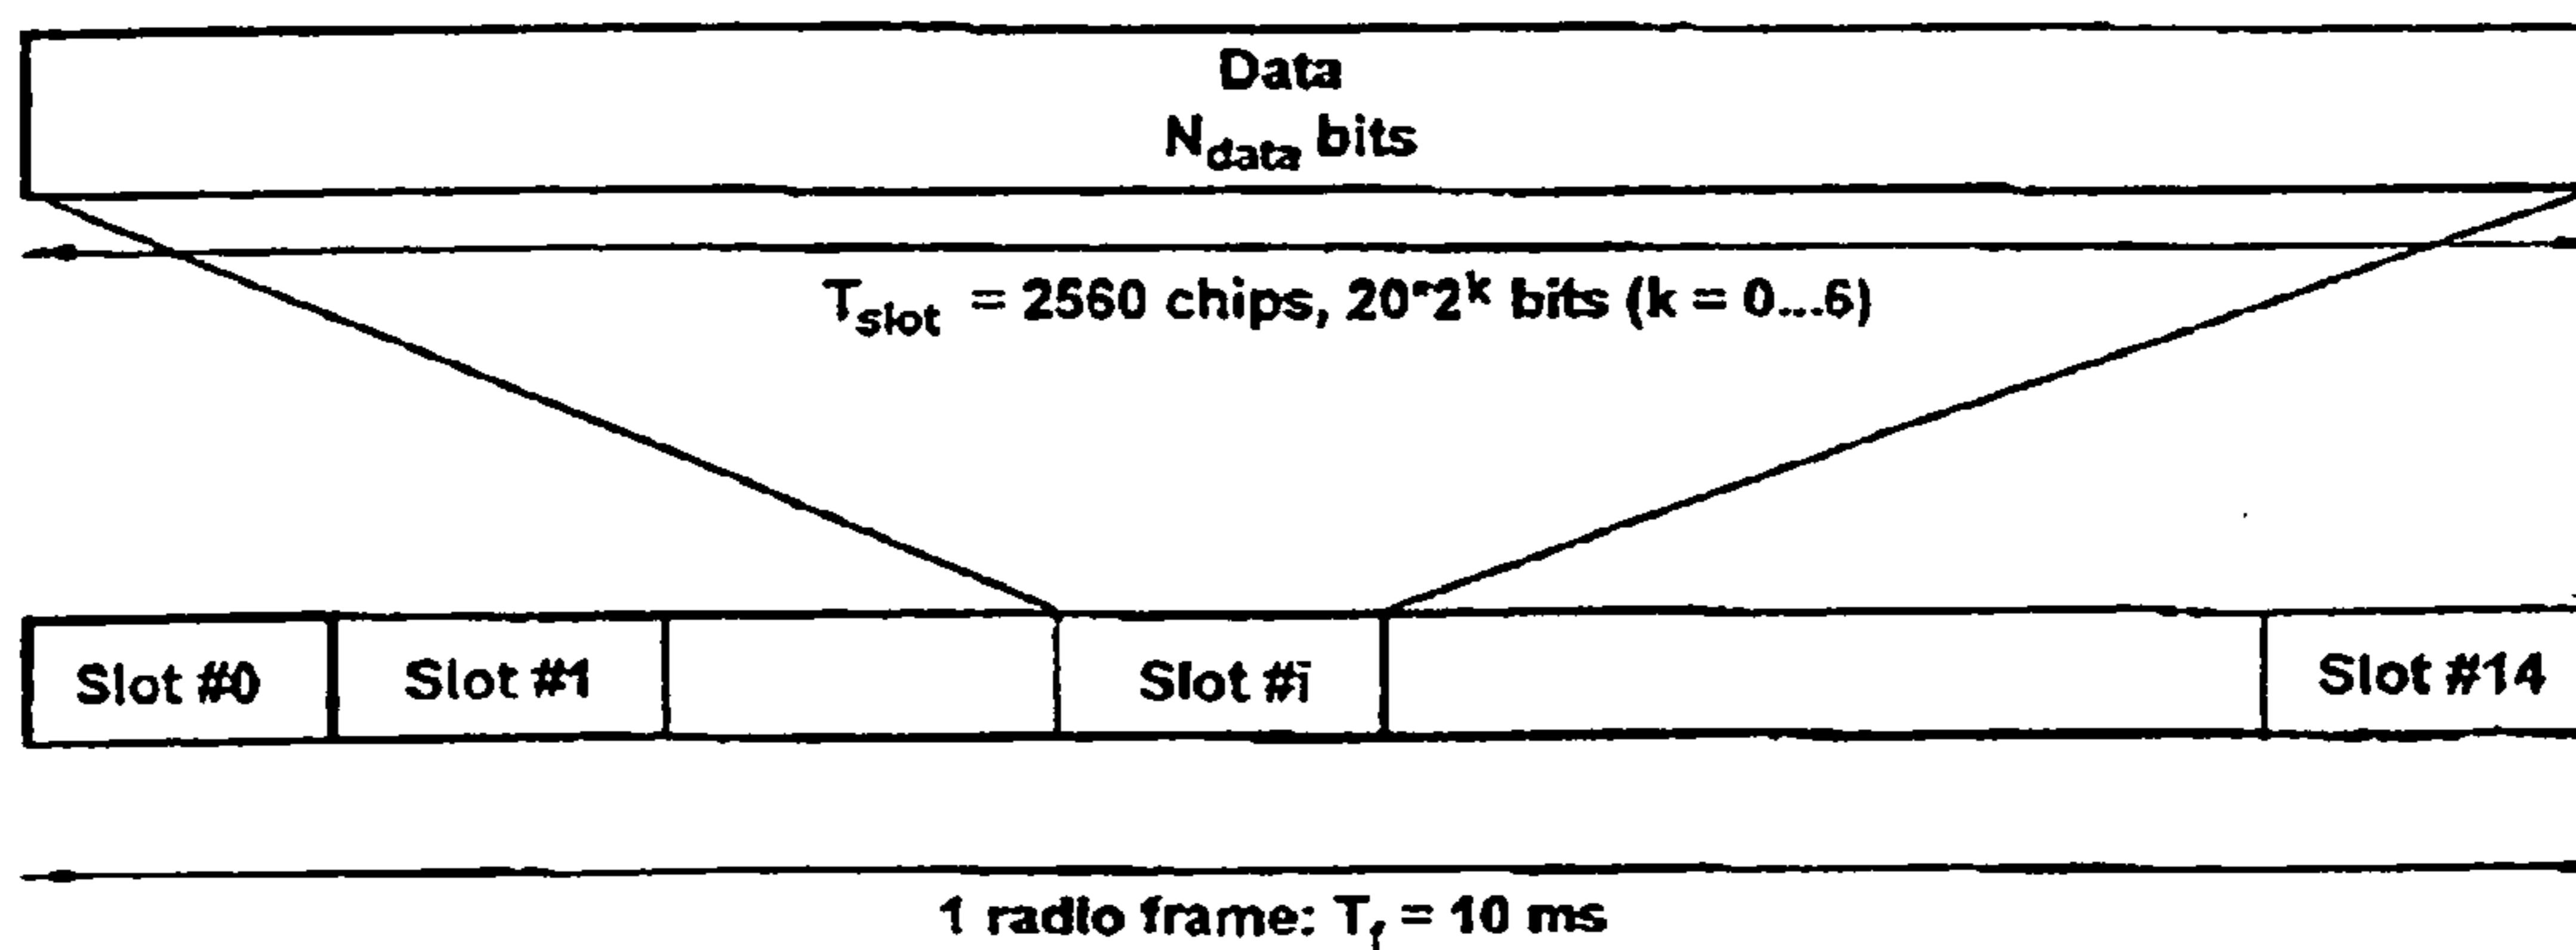 Data
N_data bits
T_slot = 2560 chips, 20*2^k bits (k = 0...6)
Slot #0 Slot #1 Slot #i Slot #14
1 radio frame: T_f = 10 ms